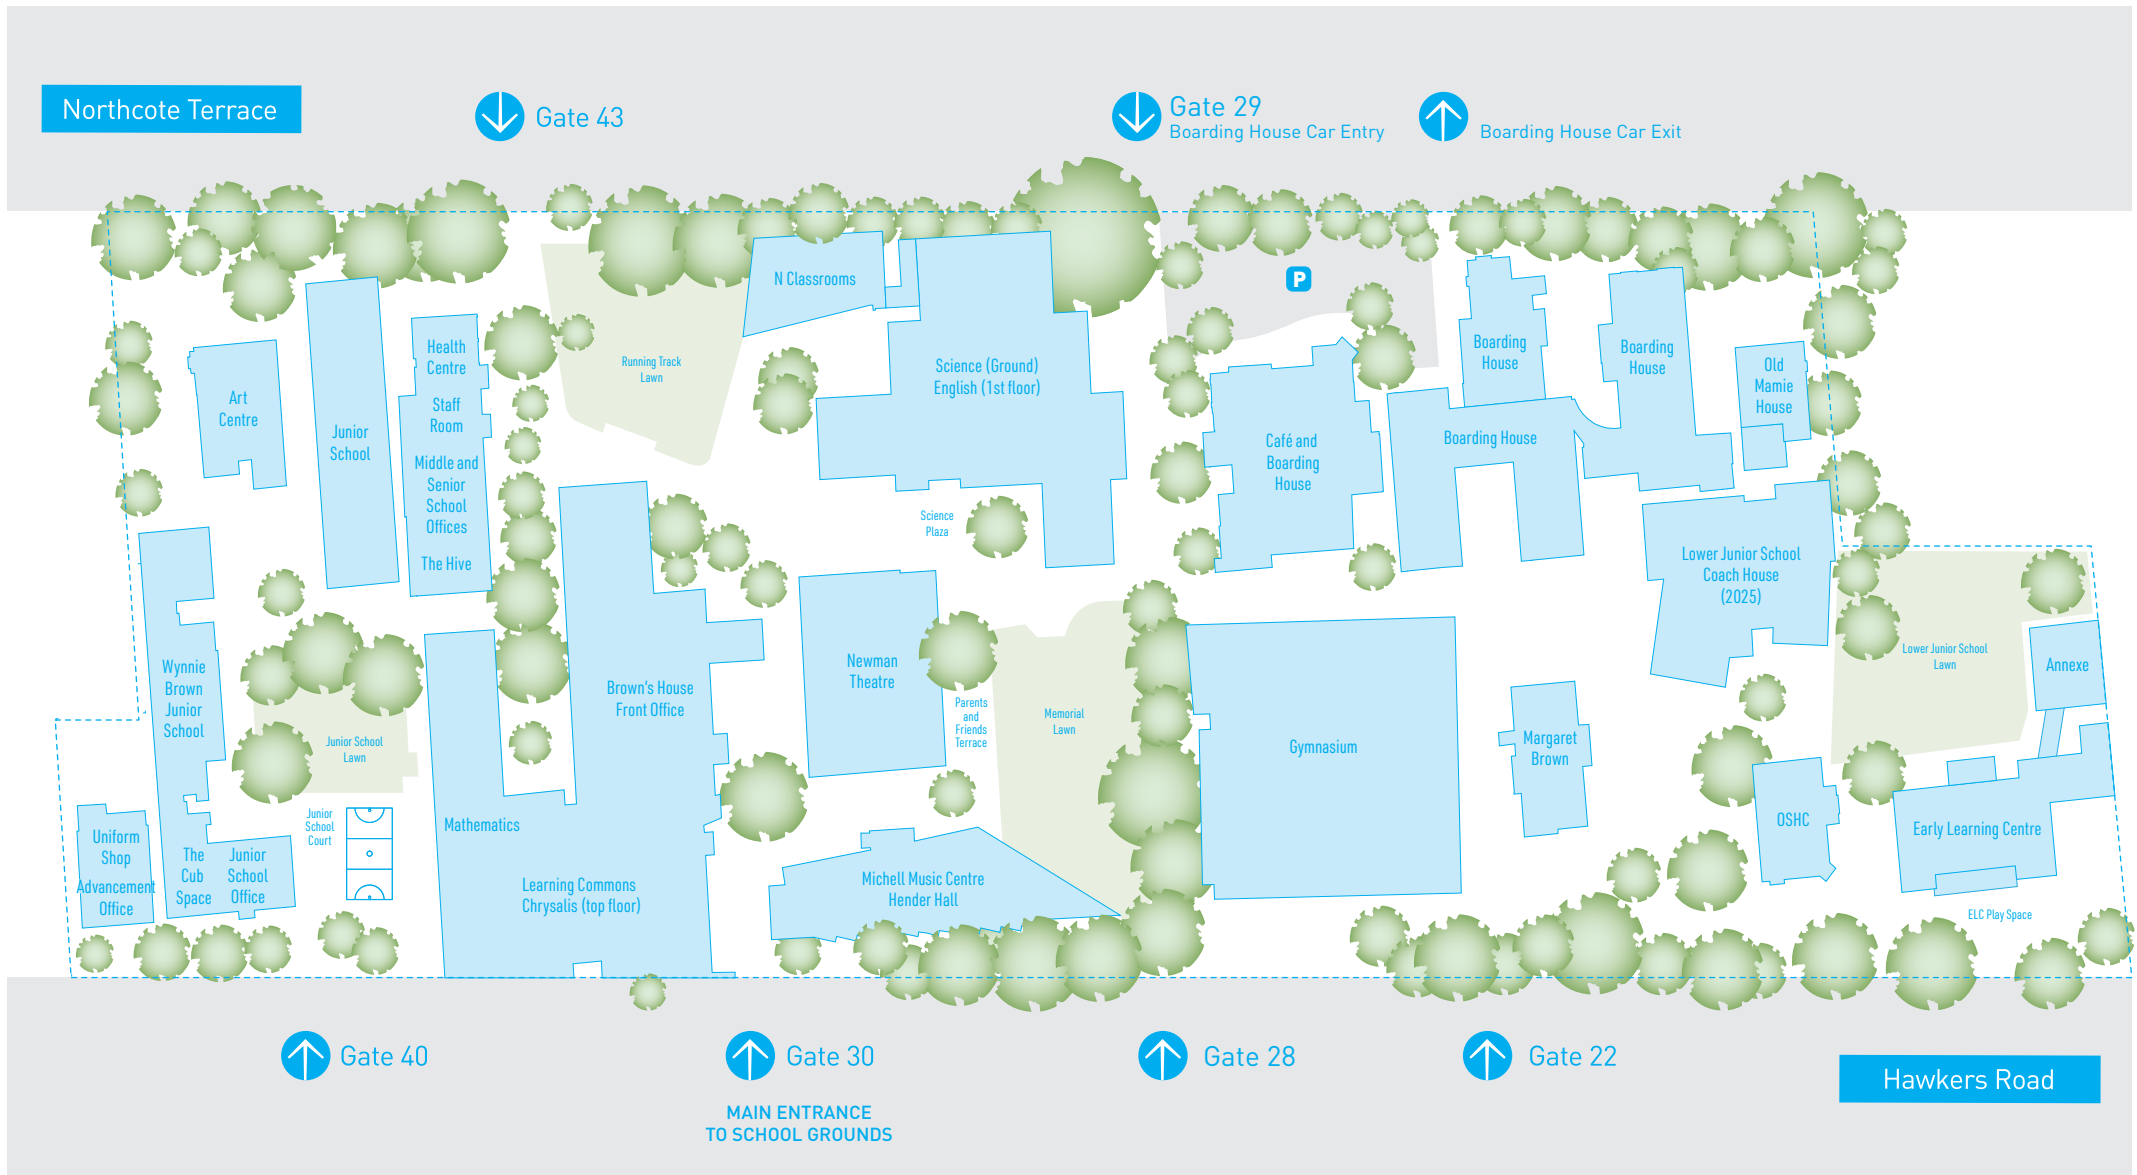 Northcote Terrace
Gate 43
Gate 29
Boarding House Car Entry
Boarding House Car Exit
P
N Classrooms
Running Track
Lawn
Science (Ground)
English (1st floor)
Boarding
House
Boarding
House
Old
Mamie
House
Health
Centre
Staff
Room
Middle and
Senior
School
Offices
The Hive
Art
Centre
Junior
School
Café and
Boarding
House
Boarding House
Science
Plaza
Lower Junior School
Coach House
(2025)
Wynnie
Brown
Junior
School
Brown's House
Front Office
Newman
Theatre
Parents
and
Friends
Terrace
Memorial
Lawn
Gymnasium
Margaret
Brown
Lower Junior School
Lawn
Annexe
Junior School
Lawn
Junior
School
Court
Mathematics
OSHC
Early Learning Centre
Uniform
Shop
Advancement
Office
The
Cub
Space
Junior
School
Office
Learning Commons
Chrysalis (top floor)
Michell Music Centre
Hender Hall
ELC Play Space
Gate 40
Gate 30
MAIN ENTRANCE
TO SCHOOL GROUNDS
Gate 28
Gate 22
Hawkers Road